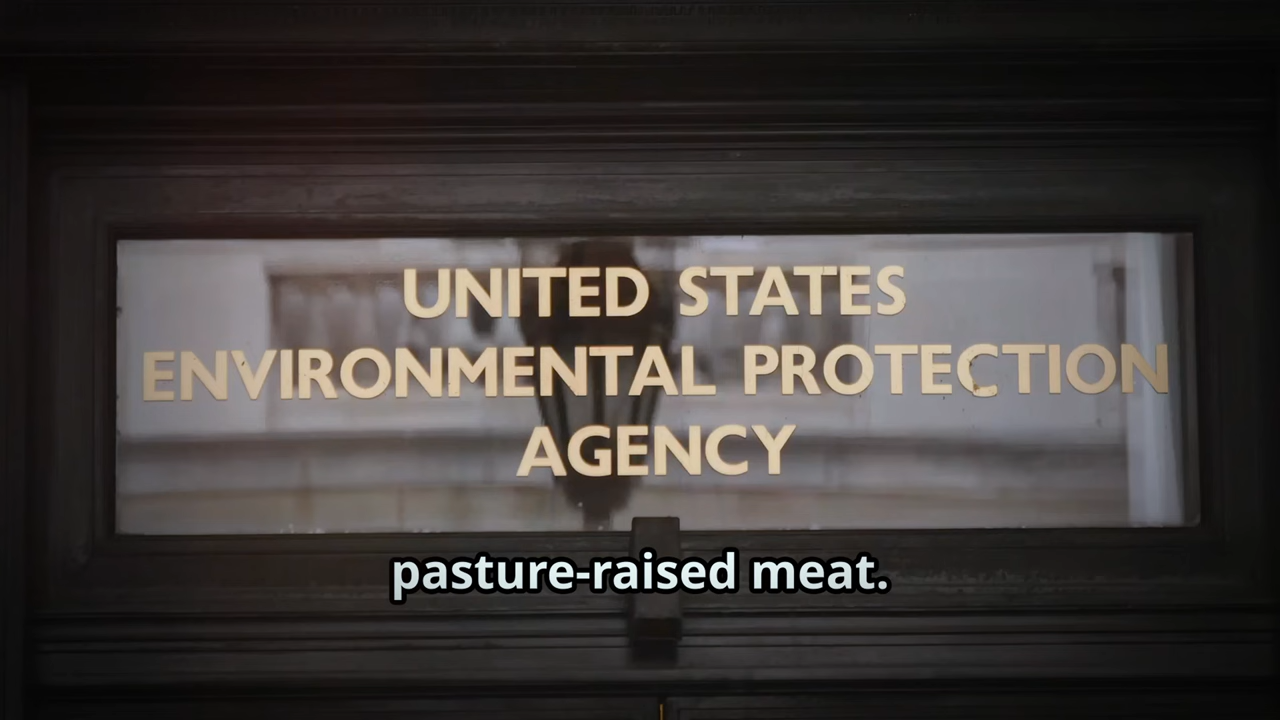 UNITED STATES
ENVIRONMENTAL PROTECTION
AGENCY
pasture-raised meat.